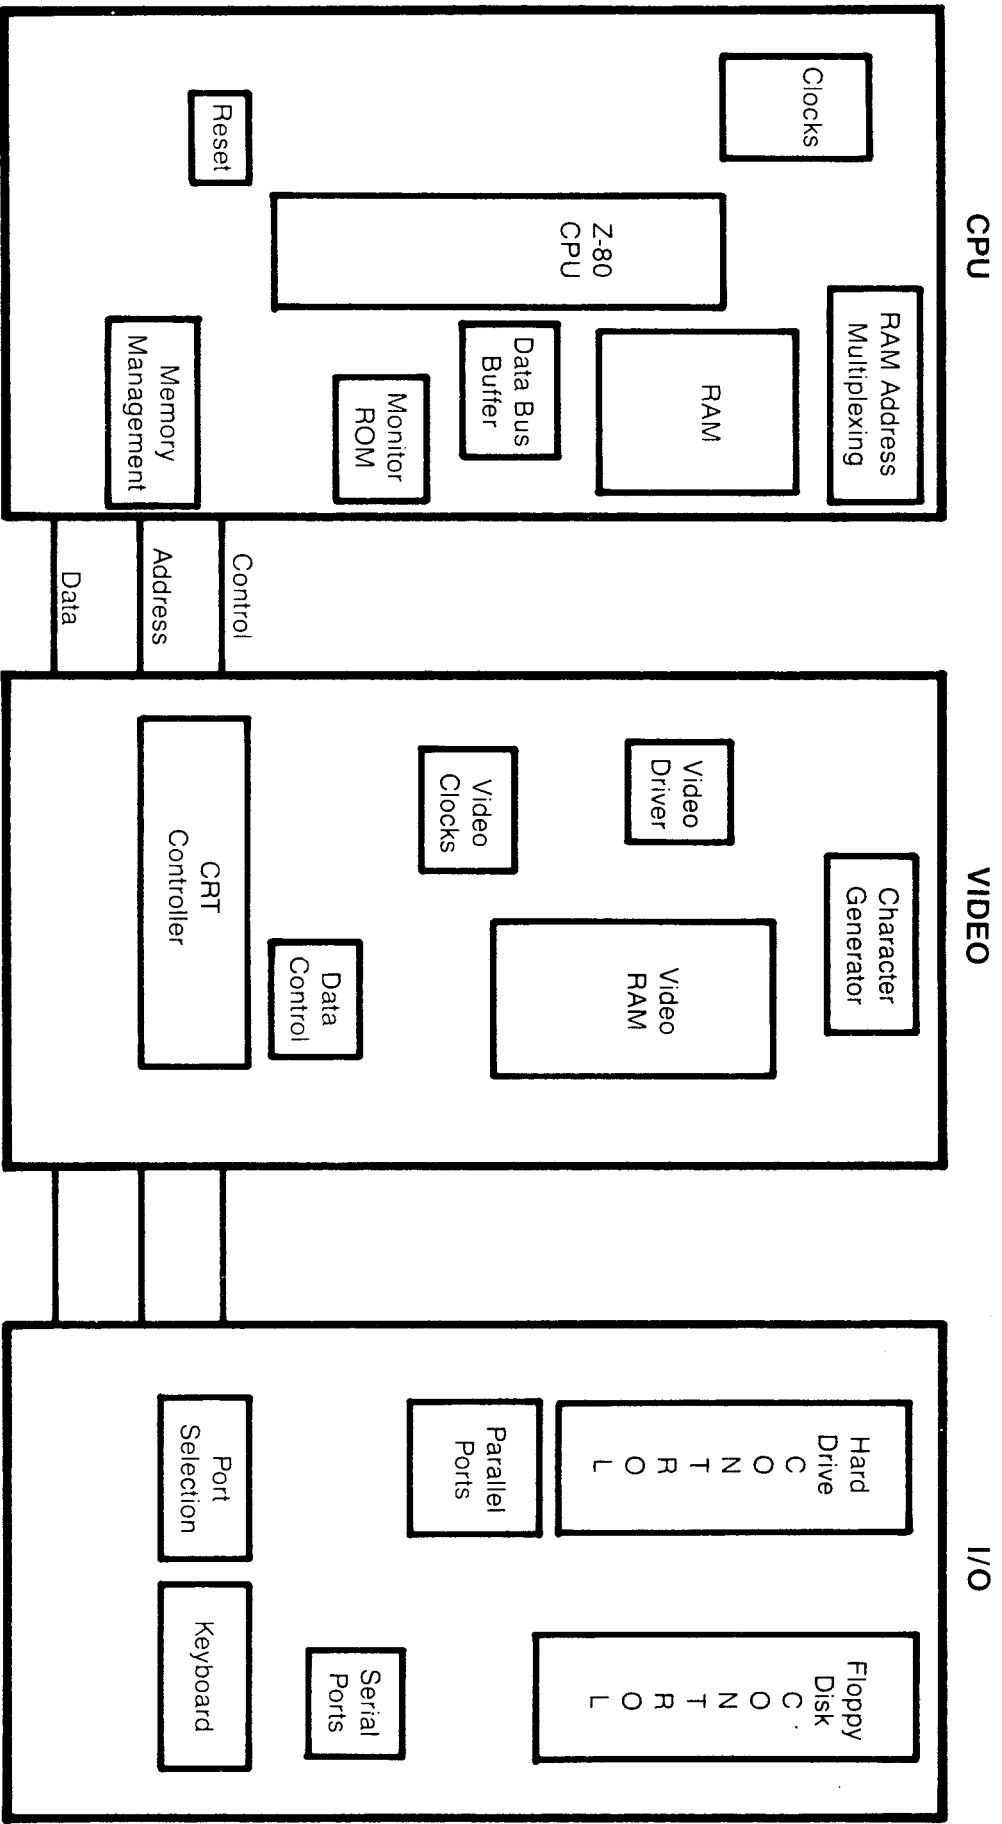 CPU
Clocks
RAM Address
Multiplexing
Z-80
CPU
RAM
Reset
Data Bus
Buffer
Monitor
ROM
Memory
Management
Control
Address
Data
VIDEO
Character
Generator
Video
Driver
Video
RAM
Video
Clocks
Data
Control
CRT
Controller
I/O
Hard
Drive
C
O
N
T
R
O
L
Floppy
Disk
C
O
N
T
R
O
L
Parallel
Ports
Serial
Ports
Port
Selection
Keyboard